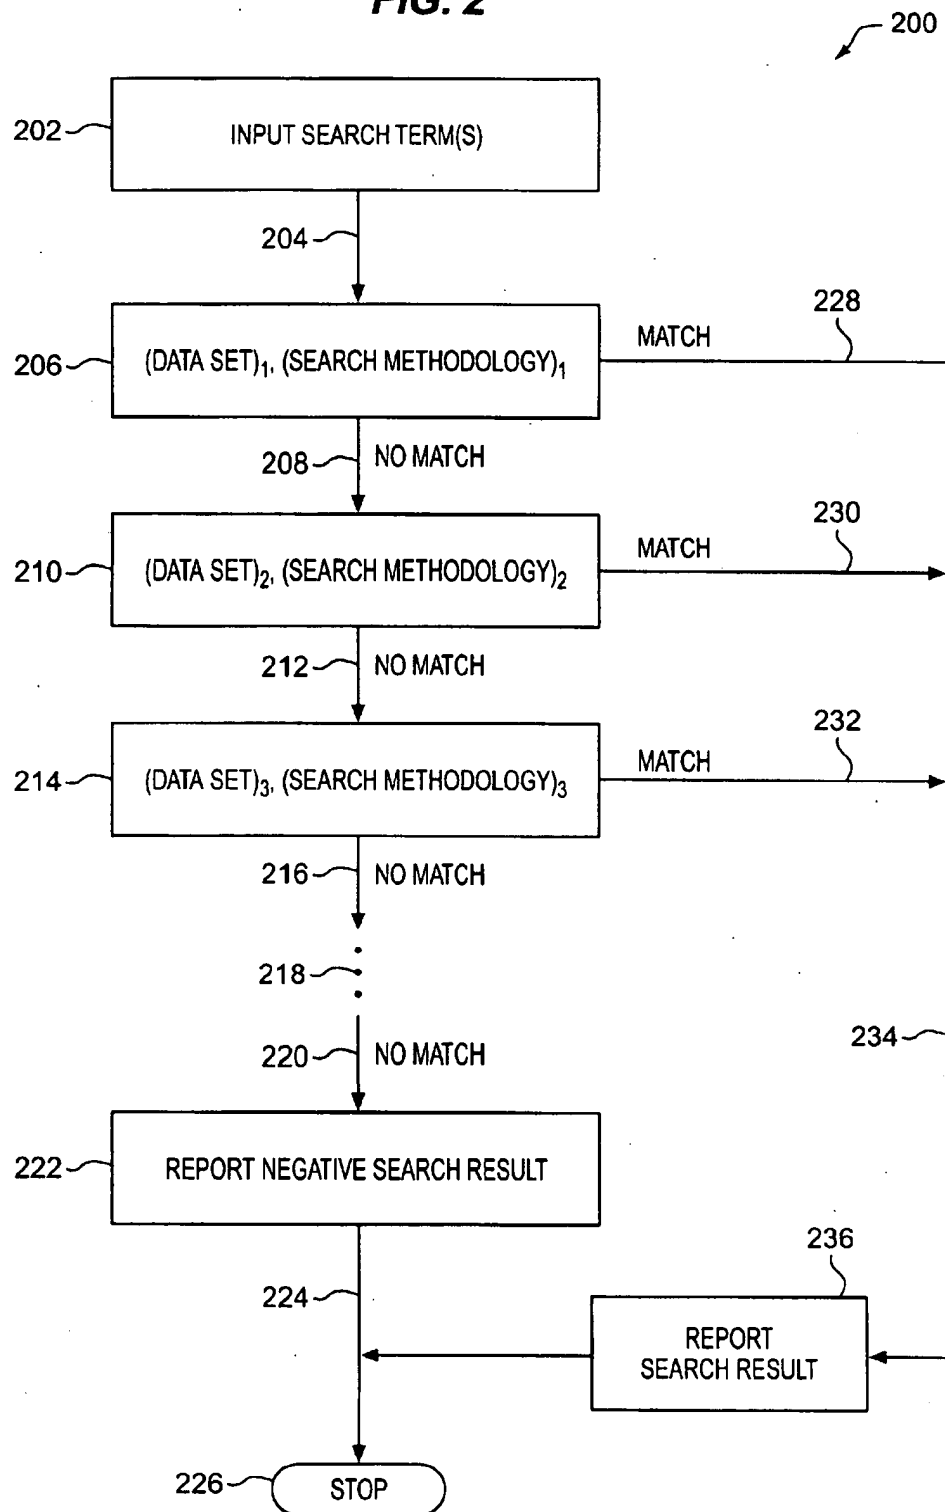 FIG. 2
200
202
INPUT SEARCH TERM(S)
204
206
(DATA SET)1, (SEARCH METHODOLOGY)1
MATCH
228
208
NO MATCH
210
(DATA SET)2, (SEARCH METHODOLOGY)2
MATCH
230
212
NO MATCH
214
(DATA SET)3, (SEARCH METHODOLOGY)3
MATCH
232
216
NO MATCH
218
220
NO MATCH
234
222
REPORT NEGATIVE SEARCH RESULT
224
236
REPORT
SEARCH RESULT
226
STOP